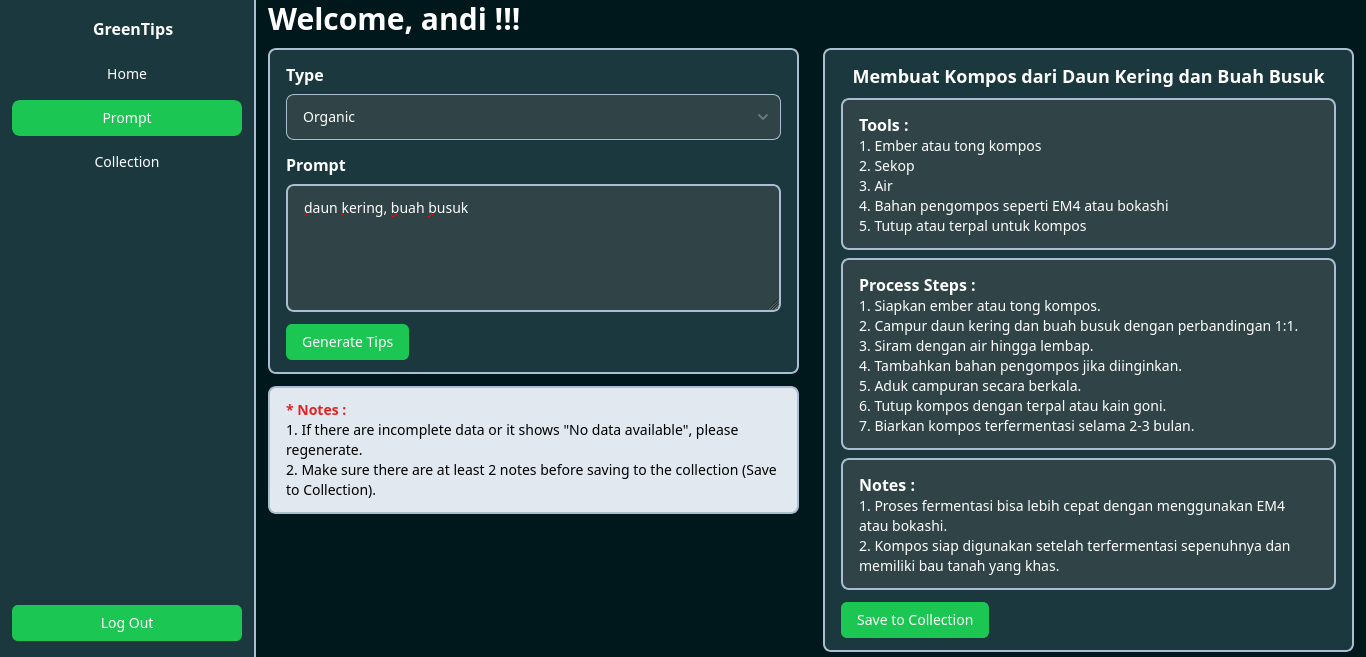 GreenTips
Home
Prompt
Collection
Log Out
Welcome, andi !!!
Type
Organic
Prompt
daun kering, buah busuk
Generate Tips
* Notes :
1. If there are incomplete data or it shows "No data available", please
regenerate.
2. Make sure there are at least 2 notes before saving to the collection (Save
to Collection).
Membuat Kompos dari Daun Kering dan Buah Busuk
Tools :
1. Ember atau tong kompos
2. Sekop
3. Air
4. Bahan pengompos seperti EM4 atau bokashi
5. Tutup atau terpal untuk kompos
Process Steps :
1. Siapkan ember atau tong kompos.
2. Campur daun kering dan buah busuk dengan perbandingan 1:1.
3. Siram dengan air hingga lembap.
4. Tambahkan bahan pengompos jika diinginkan.
5. Aduk campuran secara berkala.
6. Tutup kompos dengan terpal atau kain goni.
7. Biarkan kompos terfermentasi selama 2-3 bulan.
Notes :
1. Proses fermentasi bisa lebih cepat dengan menggunakan EM4
atau bokashi.
2. Kompos siap digunakan setelah terfermentasi sepenuhnya dan
memiliki bau tanah yang khas.
Save to Collection